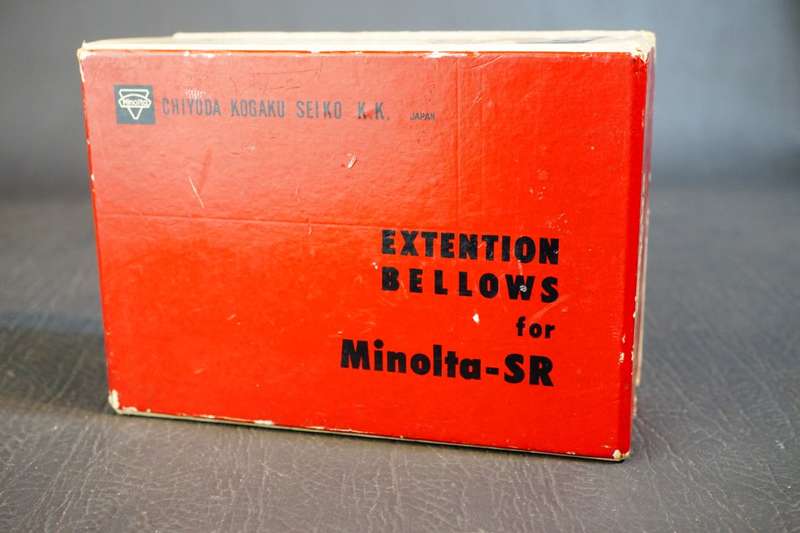 Minolta
CHIYODA KOGAKU SEIKO K.K. JAPAN
EXTENTION
BELLOWS
for
Minolta-SR